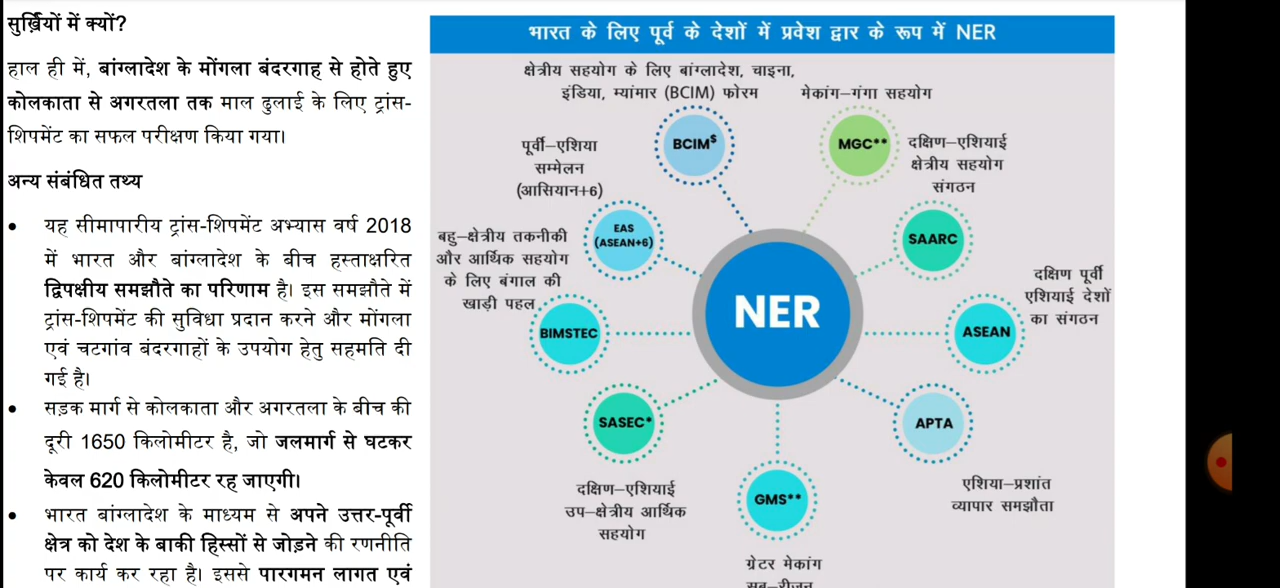 सुर्ख़ियों में क्यों?
हाल ही में, बांग्लादेश के मोंगला बंदरगाह से होते हुए
कोलकाता से अगरतला तक माल ढुलाई के लिए ट्रांस-
शिपमेंट का सफल परीक्षण किया गया।
अन्य संबंधित तथ्य
• यह सीमापारीय ट्रांस-शिपमेंट अभ्यास वर्ष 2018
में भारत और बांग्लादेश के बीच हस्ताक्षरित
द्विपक्षीय समझौते का परिणाम है। इस समझौते में
ट्रांस-शिपमेंट की सुविधा प्रदान करने और मोंगला
एवं चटगांव बंदरगाहों के उपयोग हेतु सहमति दी
गई है।
• सड़क मार्ग से कोलकाता और अगरतला के बीच की
दूरी 1650 किलोमीटर है, जो जलमार्ग से घटकर
केवल 620 किलोमीटर रह जाएगी।
• भारत बांग्लादेश के माध्यम से अपने उत्तर-पूर्वी
क्षेत्र को देश के बाकी हिस्सों से जोड़ने की रणनीति
पर कार्य कर रहा है। इससे पारगमन लागत एवं
भारत के लिए पूर्व के देशों में प्रवेश द्वार के रूप में NER
क्षेत्रीय सहयोग के लिए बांग्लादेश, चाइना,
इंडिया, म्यांमार (BCIM) फोरम
BCIM$
मेकांग–गंगा सहयोग
MGC**
पूर्वी–एशिया
सम्मेलन
(आसियान+6)
EAS
(ASEAN+6)
दक्षिण–एशियाई
क्षेत्रीय सहयोग
संगठन
SAARC
बहु–क्षेत्रीय तकनीकी
और आर्थिक सहयोग
के लिए बंगाल की
खाड़ी पहल
BIMSTEC
NER
दक्षिण पूर्वी
एशियाई देशों
का संगठन
ASEAN
SASEC*
दक्षिण–एशियाई
उप–क्षेत्रीय आर्थिक
सहयोग
GMS**
ग्रेटर मेकांग
सब–रीजन
APTA
एशिया–प्रशांत
व्यापार समझौता